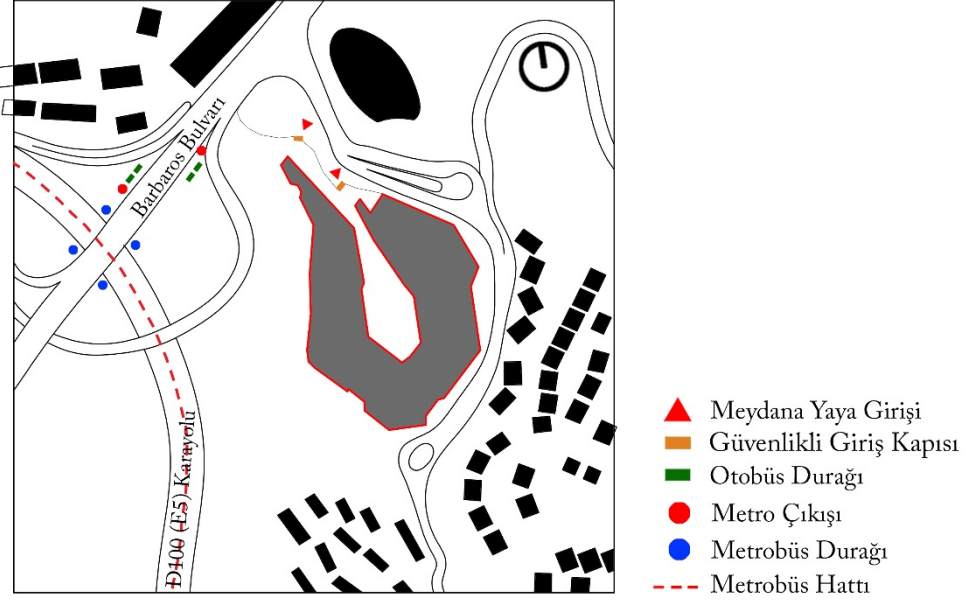 Barbaros Bulvarı
D100 (E5) Karayolu
Meydana Yaya Girişi
Güvenlikli Giriş Kapısı
Otobüs Durağı
Metro Çıkışı
Metrobüs Durağı
Metrobüs Hattı